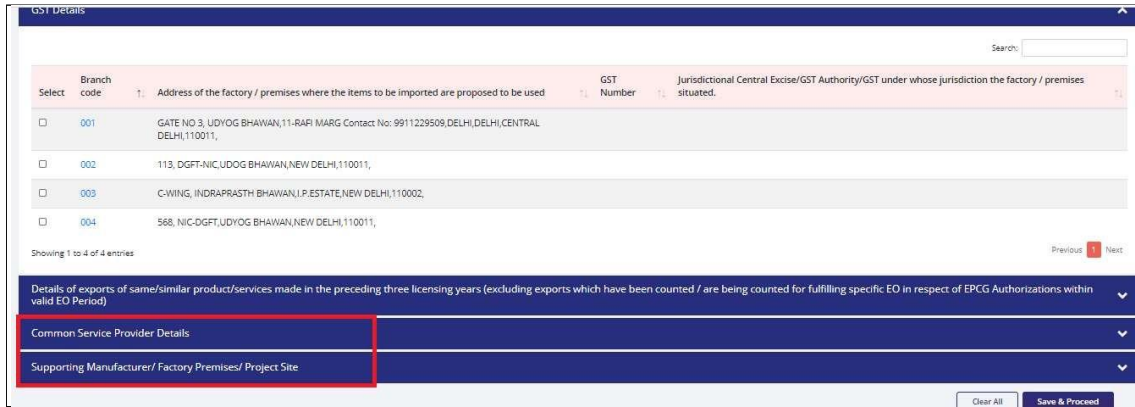 GST Details
Search:
Select Branch code Address of the factory / premises where the items to be imported are proposed to be used GST Number Jurisdictional Central Excise/GST Authority/GST under whose jurisdiction the factory / premises situated.
001 GATE NO 3, UDYOG BHAWAN,11-RAFI MARG Contact No: 9911229509,DELHI,DELHI,CENTRAL
DELHI,110011,
002 113, DGFT-NIC,UDOG BHAWAN,NEW DELHI,110011,
003 C-WING, INDRAPRASTH BHAWAN,I.P.ESTATE,NEW DELHI,110002,
004 568, NIC-DGFT,UDYOG BHAWAN,NEW DELHI,110011,
Showing 1 to 4 of 4 entries
Previous 1 Next
Details of exports of same/similar product/services made in the preceding three licensing years (excluding exports which have been counted / are being counted for fulfilling specific EO in respect of EPCG Authorizations within
valid EO Period)
Common Service Provider Details
Supporting Manufacturer/ Factory Premises/ Project Site
Clear All Save & Proceed